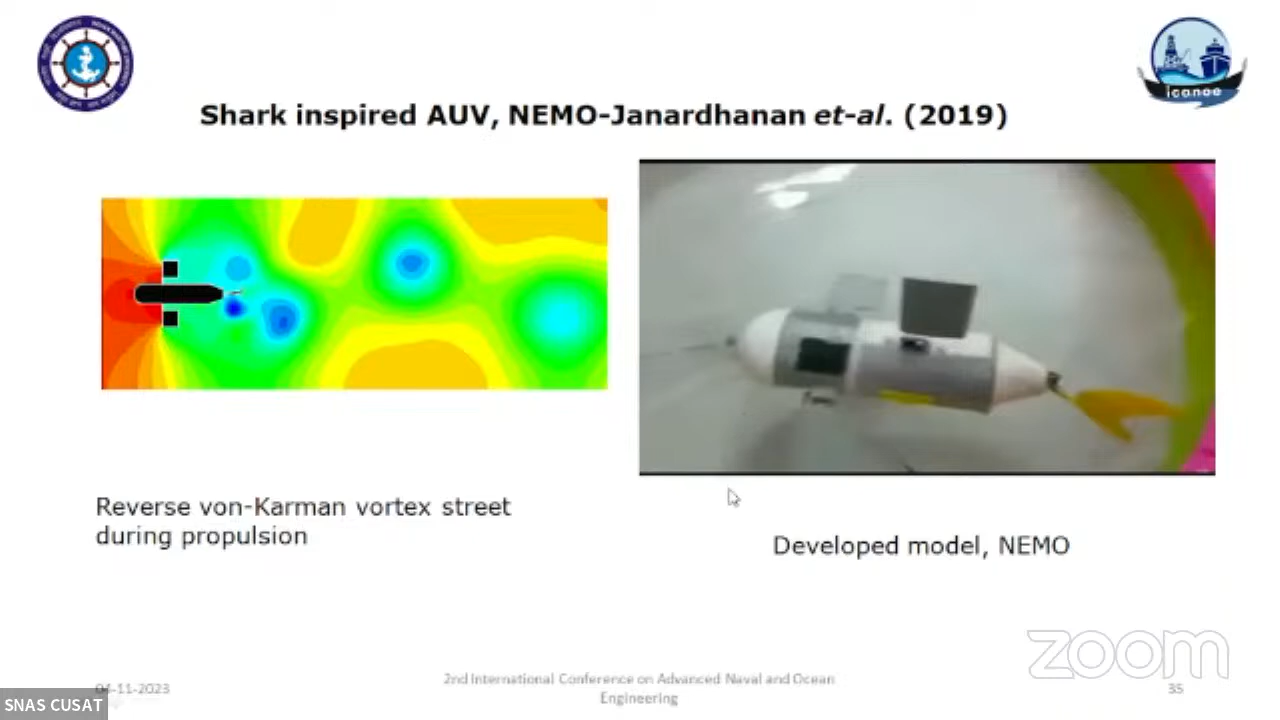 iconoe
Shark inspired AUV, NEMO-Janardhanan et-al. (2019)
Reverse von-Karman vortex street
during propulsion
Developed model, NEMO
zoom
04-11-2023
2nd International Conference on Advanced Naval and Ocean
Engineering
35
SNAS CUSAT